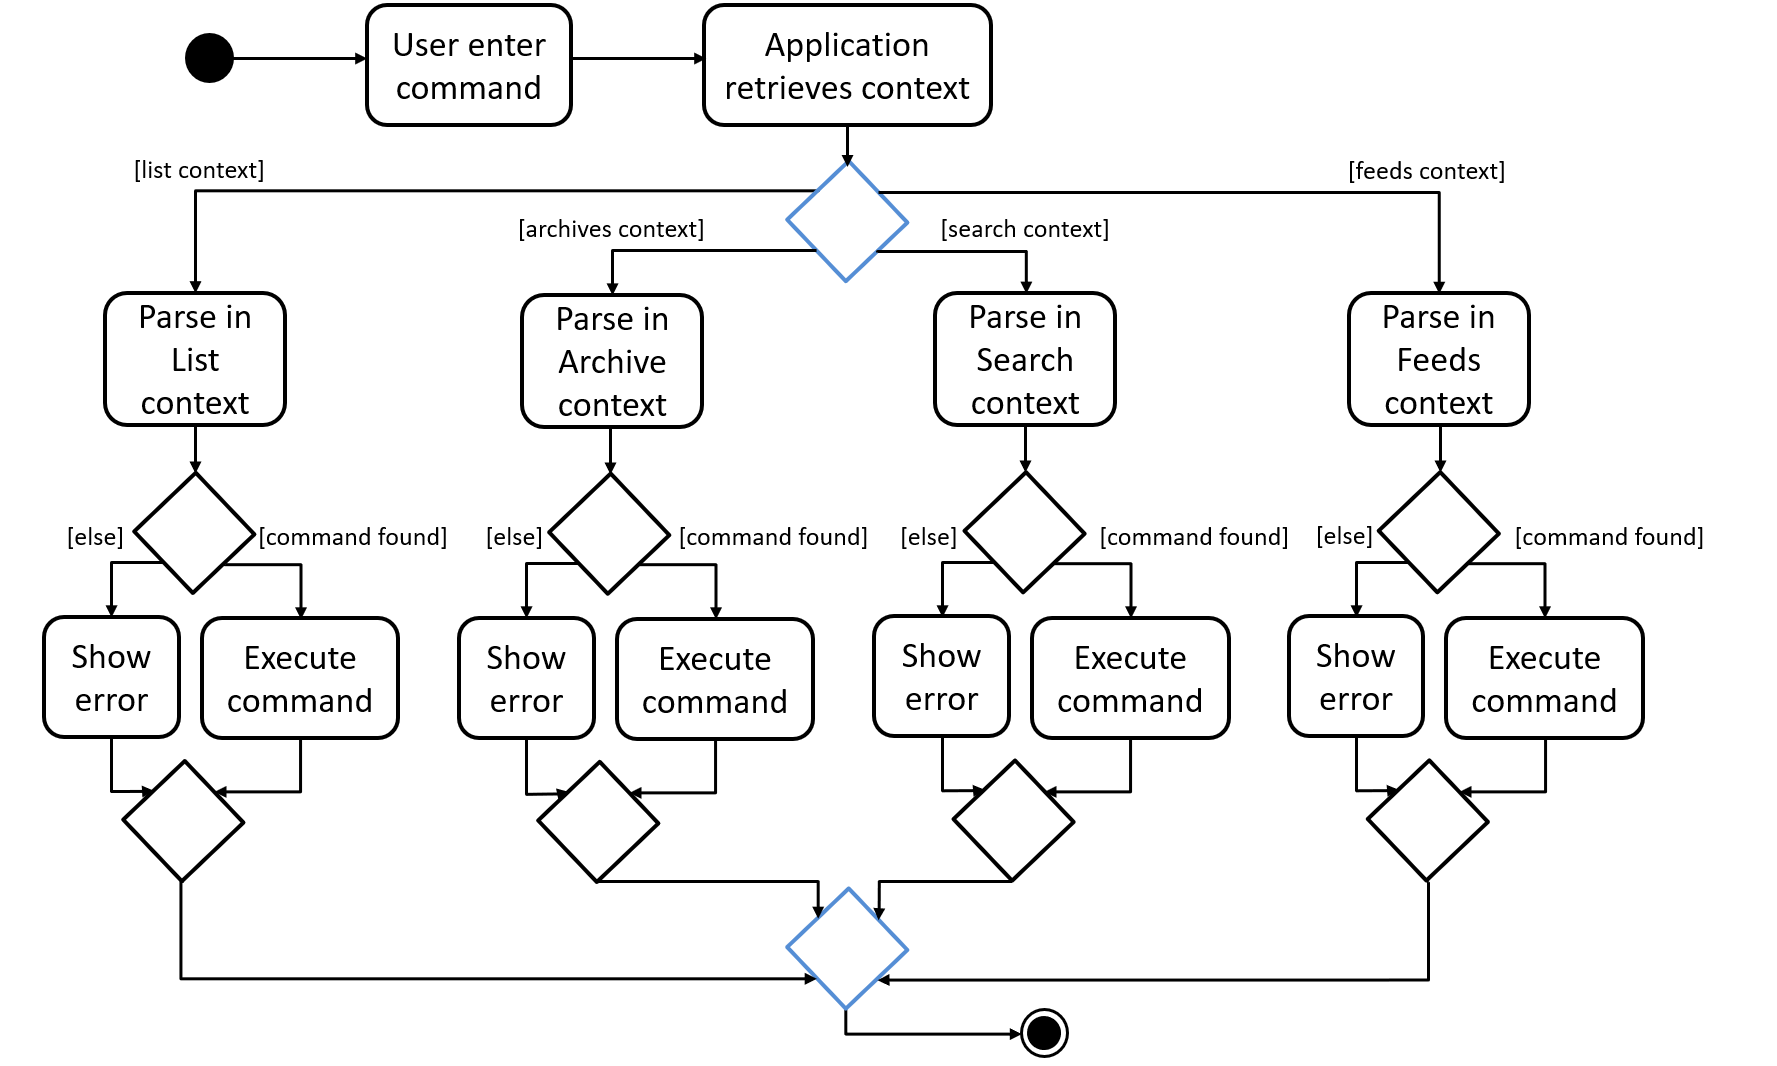 User enter
command
Application
retrieves context
[list context]
[feeds context]
[archives context]
[search context]
Parse in
List
context
Parse in
Archive
context
Parse in
Search
context
Parse in
Feeds
context
[else]
[command found]
[else]
[command found]
[else]
[command found]
[else]
[command found]
Show
error
Execute
command
Show
error
Execute
command
Show
error
Execute
command
Show
error
Execute
command